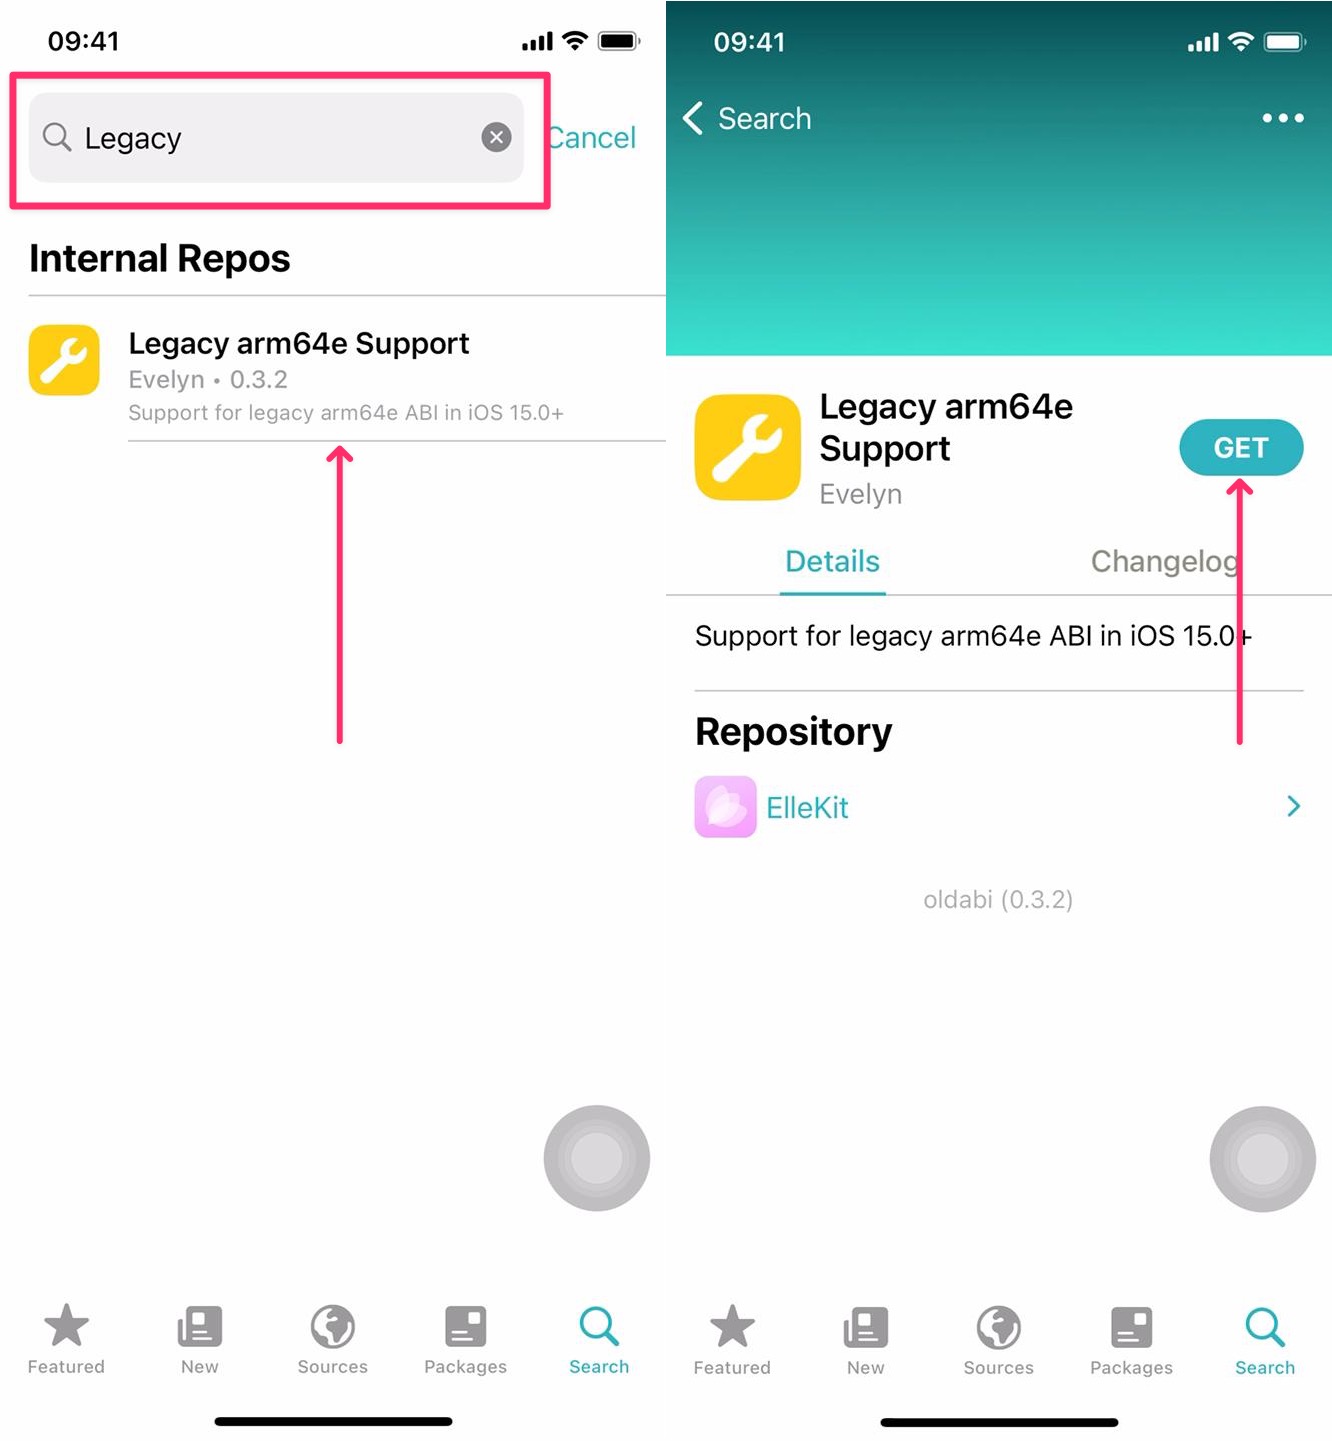 09:41
Legacy
Cancel
Internal Repos
Legacy arm64e Support
Evelyn • 0.3.2
Support for legacy arm64e ABI in iOS 15.0+
Featured
New
Sources
Packages
Search
09:41
Search
Legacy arm64e
Support
GET
Evelyn
Details
Changelog
Support for legacy arm64e ABI in iOS 15.0+
Repository
ElleKit
oldabi (0.3.2)
Featured
New
Sources
Packages
Search